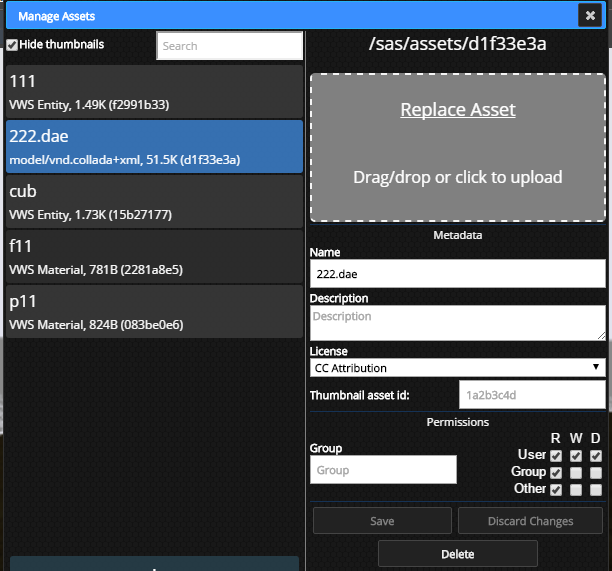 Manage Assets
Hide thumbnails
Search
111
VWS Entity, 1.49K (f2991b33)
222.dae
model/vnd.collada+xml, 51.5K (d1f33e3a)
cub
VWS Entity, 1.73K (15b27177)
f11
VWS Material, 781B (2281a8e5)
p11
VWS Material, 824B (083be0e6)
/sas/assets/d1f33e3a
Replace Asset
Drag/drop or click to upload
Metadata
Name
222.dae
Description
Description
License
CC Attribution
Thumbnail asset id: 1a2b3c4d
Permissions
R W D
Group
Group
User
Group
Other
Save Discard Changes
Delete